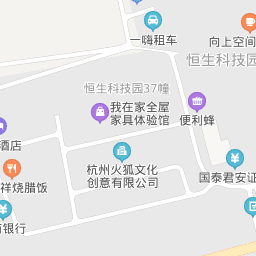 一嗨租车
向上空间
恒生科技园
恒生科技园37幢
我在家全屋
家具体验馆
便利蜂
酒店
杭州火狐文化
创意有限公司
祥烧腊饭
国泰君安证
银行